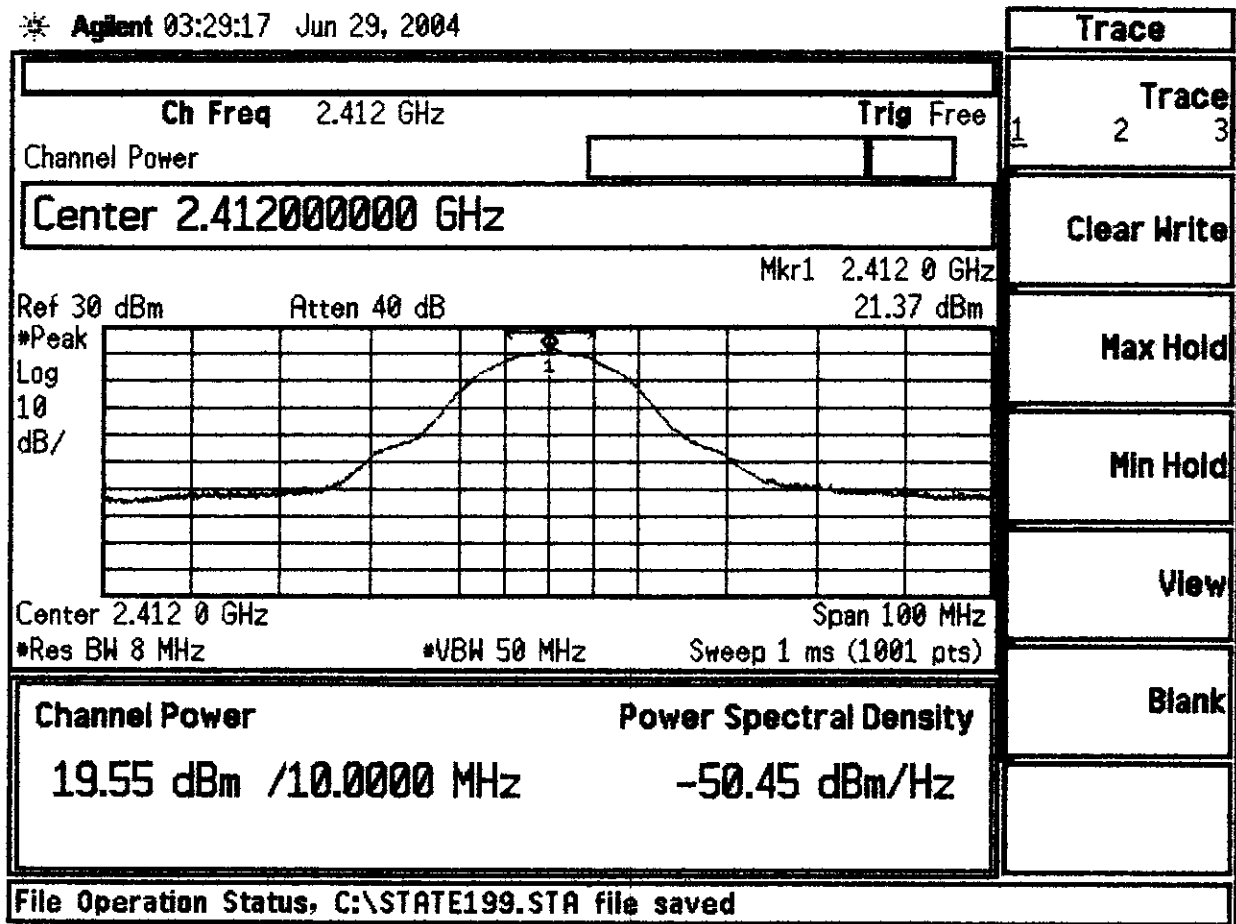 Agilent 03:29:17 Jun 29, 2004
Trace
Ch Freq 2.412 GHz Trig Free
Trace
1 2 3
Channel Power
Center 2.412000000 GHz
Clear Write
Mkr1 2.412 0 GHz
Ref 30 dBm Atten 40 dB 21.37 dBm
*Peak
Log
10
dB/
1
Max Hold
Min Hold
View
Center 2.412 0 GHz Span 100 MHz
*Res BW 8 MHz *VBW 50 MHz Sweep 1 ms (1001 pts)
Channel Power Power Spectral Density
Blank
19.55 dBm /10.0000 MHz -50.45 dBm/Hz
File Operation Status, C:\STATE199.STA file saved